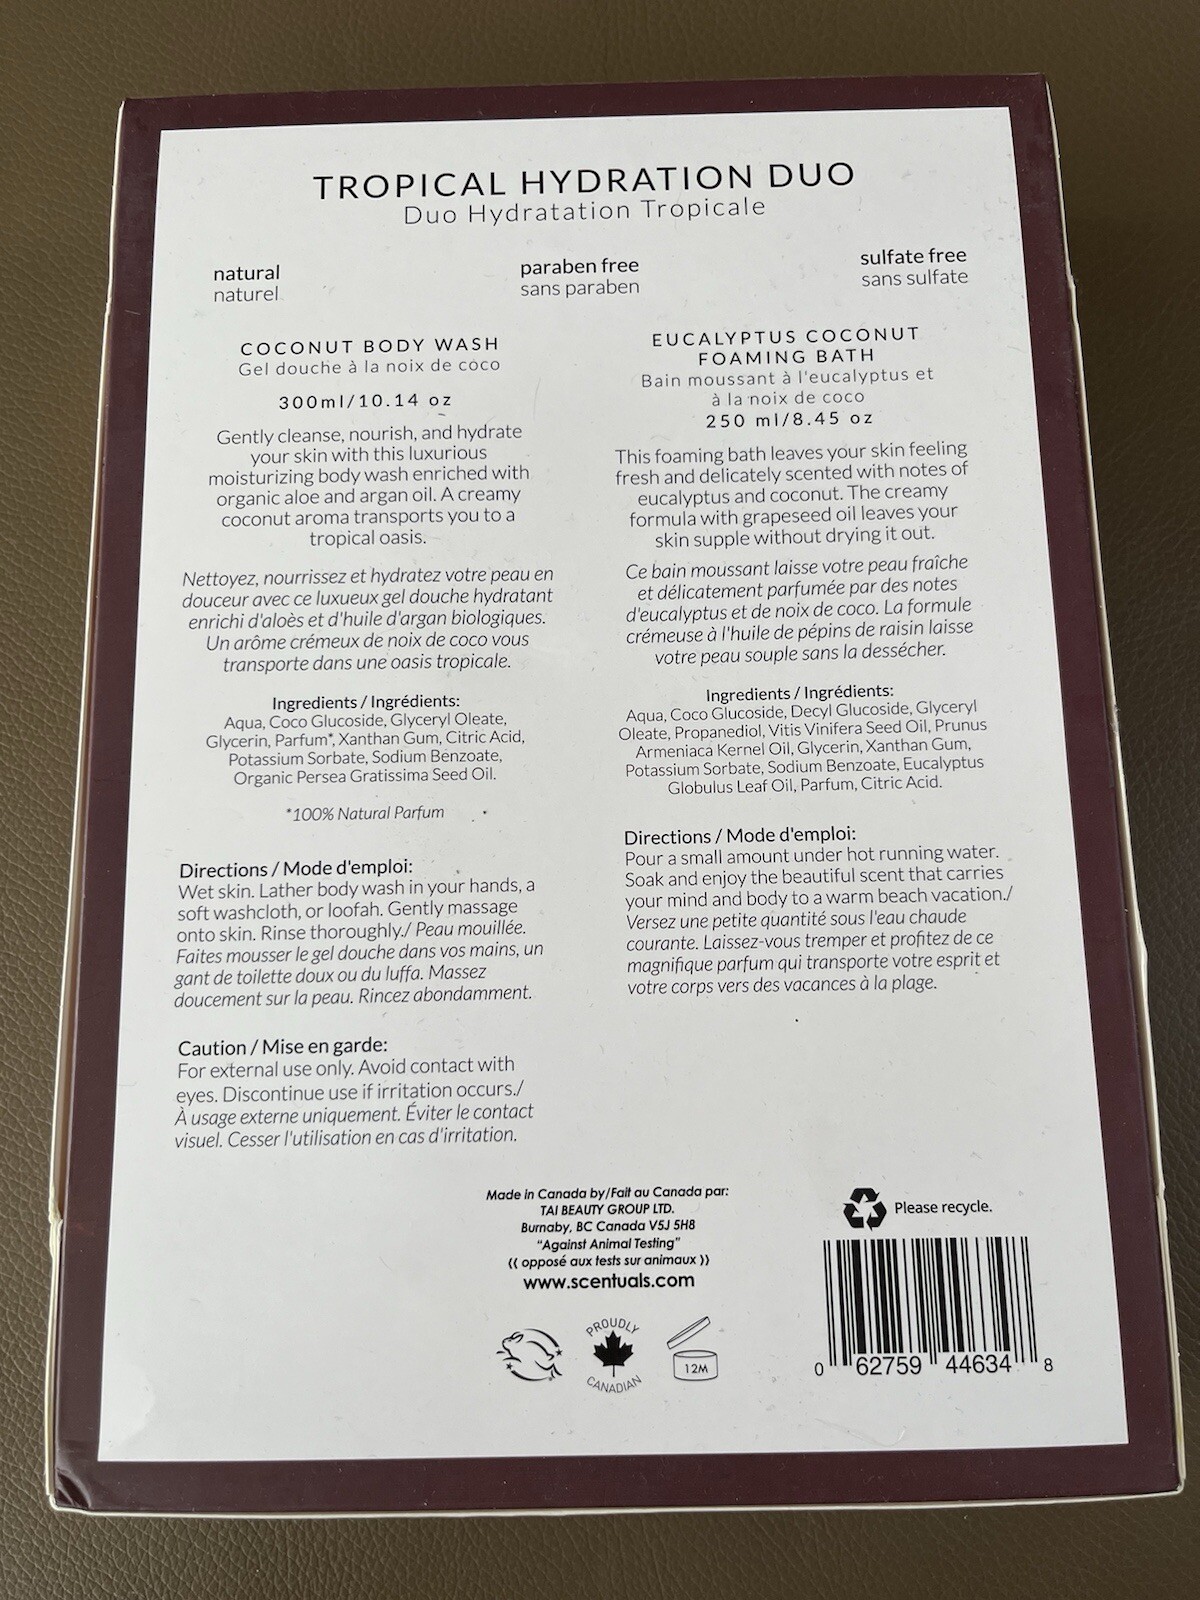 TROPICAL HYDRATION DUO
Duo Hydratation Tropicale
natural
naturel
paraben free
sans paraben
sulfate free
sans sulfate
COCONUT BODY WASH
Gel douche à la noix de coco
300ml/10.14 oz
Gently cleanse, nourish, and hydrate
your skin with this luxurious
moisturizing body wash enriched with
organic aloe and argan oil. A creamy
coconut aroma transports you to a
tropical oasis.
Nettoyez, nourrissez et hydratez votre peau en
douceur avec ce luxueux gel douche hydratant
enrichi d'aloès et d'huile d'argan biologiques.
Un arôme crémeux de noix de coco vous
transporte dans une oasis tropicale.
Ingredients / Ingrédients:
Aqua, Coco Glucoside, Glyceryl Oleate,
Glycerin, Parfum*, Xanthan Gum, Citric Acid,
Potassium Sorbate, Sodium Benzoate,
Organic Persea Gratissima Seed Oil.
*100% Natural Parfum
Directions / Mode d'emploi:
Wet skin. Lather body wash in your hands, a
soft washcloth, or loofah. Gently massage
onto skin. Rinse thoroughly./ Peau mouillée.
Faites mousser le gel douche dans vos mains, un
gant de toilette doux ou du luffa. Massez
doucement sur la peau. Rincez abondamment.
Caution / Mise en garde:
For external use only. Avoid contact with
eyes. Discontinue use if irritation occurs./
À usage externe uniquement. Éviter le contact
visuel. Cesser l'utilisation en cas d'irritation.
EUCALYPTUS COCONUT
FOAMING BATH
Bain moussant à l'eucalyptus et
à la noix de coco
250 ml/8.45 oz
This foaming bath leaves your skin feeling
fresh and delicately scented with notes of
eucalyptus and coconut. The creamy
formula with grapeseed oil leaves your
skin supple without drying it out.
Ce bain moussant laisse votre peau fraîche
et délicatement parfumée par des notes
d'eucalyptus et de noix de coco. La formule
crémeuse à l'huile de pépins de raisin laisse
votre peau souple sans la dessécher.
Ingredients / Ingrédients:
Aqua, Coco Glucoside, Decyl Glucoside, Glyceryl
Oleate, Propanediol, Vitis Vinifera Seed Oil, Prunus
Armeniaca Kernel Oil, Glycerin, Xanthan Gum,
Potassium Sorbate, Sodium Benzoate, Eucalyptus
Globulus Leaf Oil, Parfum, Citric Acid.
Directions / Mode d'emploi:
Pour a small amount under hot running water.
Soak and enjoy the beautiful scent that carries
your mind and body to a warm beach vacation./
Versez une petite quantité sous l'eau chaude
courante. Laissez-vous tremper et profitez de ce
magnifique parfum qui transporte votre esprit et
votre corps vers des vacances à la plage.
Made in Canada by/Fait au Canada par:
TAI BEAUTY GROUP LTD.
Burnaby, BC Canada V5J 5H8
"Against Animal Testing"
(( opposé aux tests sur animaux ))
www.scentuals.com
PROUDLY
CANADIAN
12M
Please recycle.
0 62759 44634 8